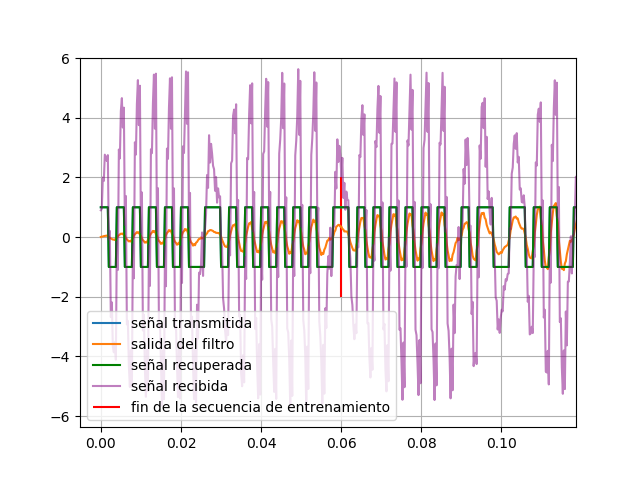 6
4
2
0
−2
−4
−6
señal transmitida
salida del filtro
señal recuperada
señal recibida
fin de la secuencia de entrenamiento
0.00 0.02 0.04 0.06 0.08 0.10